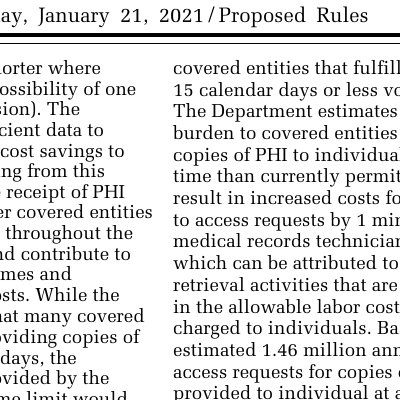 ay, January 21, 2021 / Proposed Rules
orter where
ossibility of one
sion). The
cient data to
cost savings to
ng from this
receipt of PHI
er covered entities
throughout the
nd contribute to
mes and
sts. While the
hat many covered
oviding copies of
days, the
ovided by the
me limit would
covered entities that fulfill
15 calendar days or less vo
The Department estimates
burden to covered entities
copies of PHI to individua
time than currently permit
result in increased costs fo
to access requests by 1 min
medical records technician
which can be attributed to
retrieval activities that are
in the allowable labor cost
charged to individuals. Ba
estimated 1.46 million ann
access requests for copies
provided to individual at a